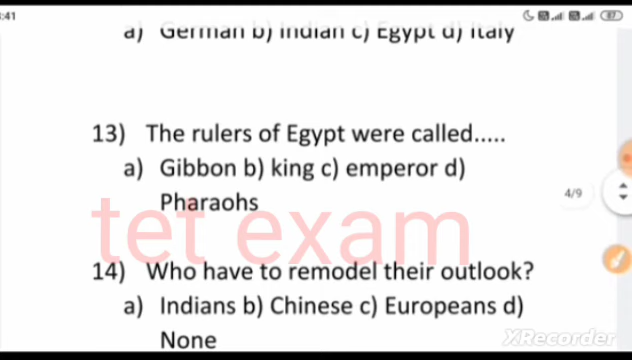 :41
87
a) German b) Indian c) Egypt d) Italy
13) The rulers of Egypt were called.....
a) Gibbon b) king c) emperor d)
Pharaohs
4/9
tet exam
14) Who have to remodel their outlook?
a) Indians b) Chinese c) Europeans d)
None
XRecorder